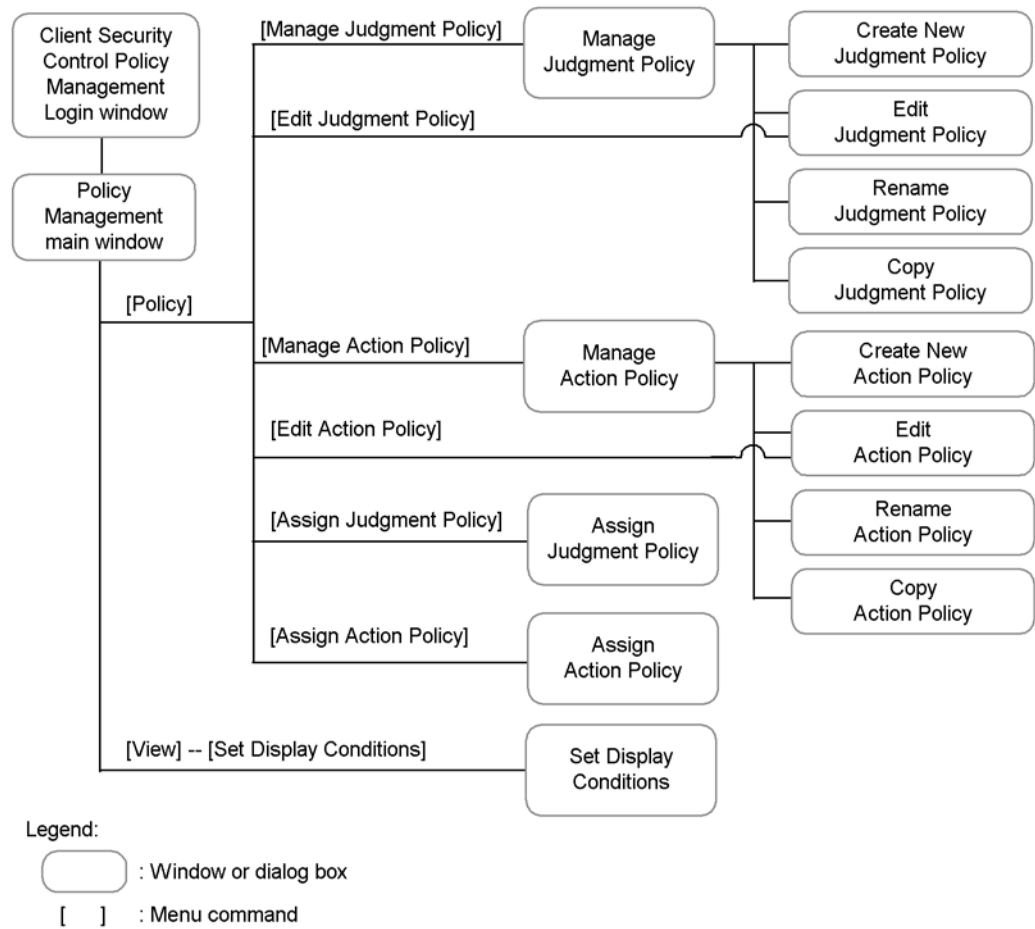 Client Security
Control Policy
Management
Login window
Policy
Management
main window
[Policy]
[Manage Judgment Policy]
Manage
Judgment Policy
Create New
Judgment Policy
[Edit Judgment Policy]
Edit
Judgment Policy
Rename
Judgment Policy
Copy
Judgment Policy
[Manage Action Policy]
Manage
Action Policy
Create New
Action Policy
[Edit Action Policy]
Edit
Action Policy
Rename
Action Policy
Copy
Action Policy
[Assign Judgment Policy]
Assign
Judgment Policy
[Assign Action Policy]
Assign
Action Policy
[View] -- [Set Display Conditions]
Set Display
Conditions
Legend:
: Window or dialog box
[ ] : Menu command